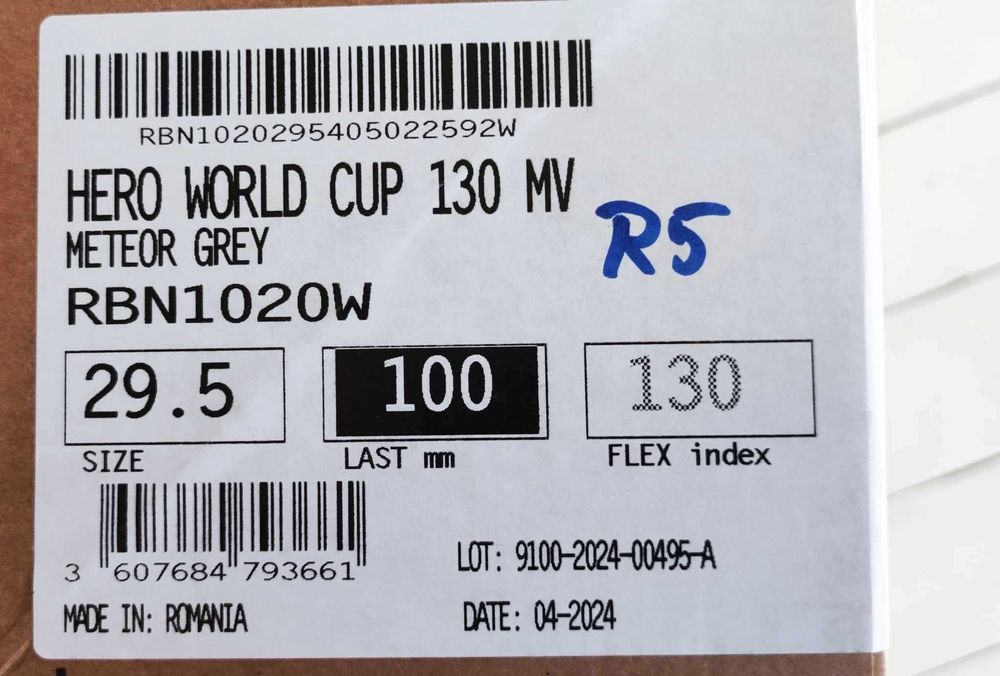 RBN1020295405022592W
HERO WORLD CUP 130 MV
METEOR GREY
R5
RBN1020W
29.5 100 130
SIZE LAST mm FLEX index
3 607684 793661
LOT: 9100-2024-00495-A
MADE IN: ROMANIA
DATE: 04-2024